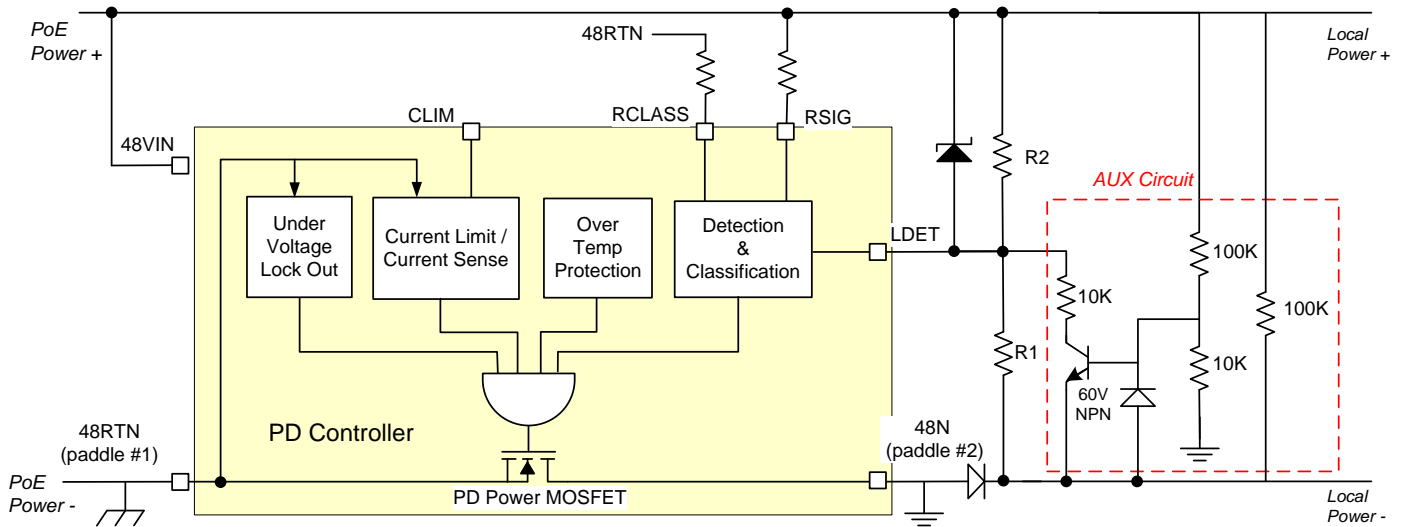 PoE
Power +
48RTN
Local
Power +
CLIM
RCLASS
RSIG
48VIN
R2
AUX Circuit
Under
Voltage
Lock Out
Current Limit /
Current Sense
Over
Temp
Protection
Detection
&
Classification
LDET
100K
10K
100K
R1
10K
60V
NPN
PD Controller
48RTN
(paddle #1)
48N
(paddle #2)
PoE
Power -
PD Power MOSFET
Local
Power -